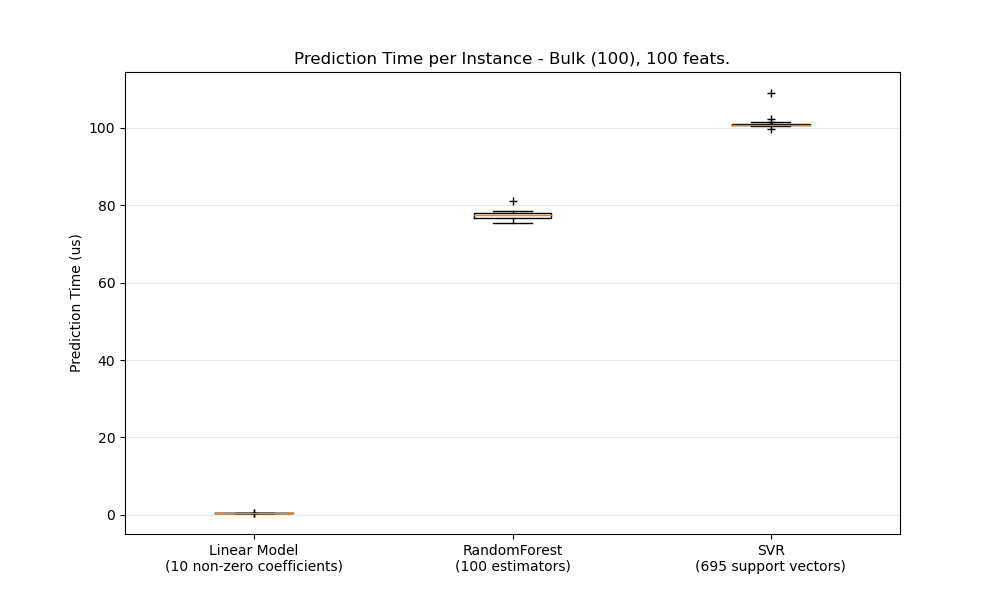 Prediction Time per Instance - Bulk (100), 100 feats.
Prediction Time (us)
100
80
60
40
20
0
Linear Model
(10 non-zero coefficients)
RandomForest
(100 estimators)
SVR
(695 support vectors)